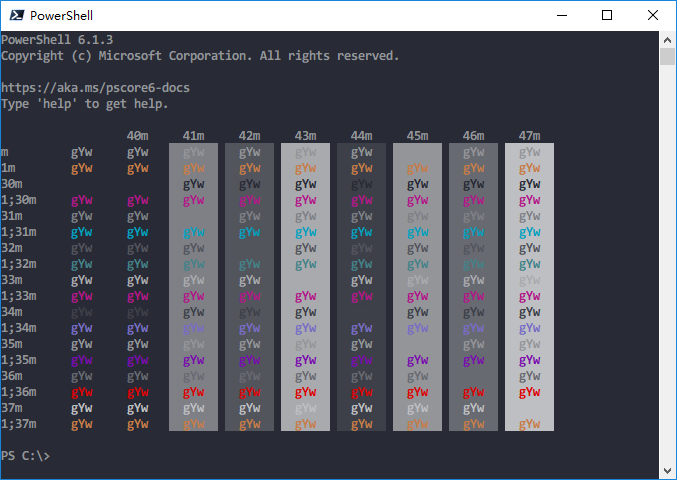 PowerShell
PowerShell 6.1.3
Copyright (c) Microsoft Corporation. All rights reserved.
https://aka.ms/pscore6-docs
Type 'help' to get help.
40m 41m 42m 43m 44m 45m 46m 47m
m gYw gYw gYw gYw gYw gYw gYw gYw gYw
1m gYw gYw gYw gYw gYw gYw gYw gYw gYw
30m gYw gYw gYw gYw gYw gYw gYw
1;30m gYw gYw gYw gYw gYw gYw gYw gYw gYw
31m gYw gYw gYw gYw gYw gYw gYw gYw
1;31m gYw gYw gYw gYw gYw gYw gYw gYw gYw
32m gYw gYw gYw gYw gYw gYw gYw gYw
1;32m gYw gYw gYw gYw gYw gYw gYw gYw gYw
33m gYw gYw gYw gYw gYw gYw gYw gYw
1;33m gYw gYw gYw gYw gYw gYw gYw gYw gYw
34m gYw gYw gYw gYw gYw gYw gYw gYw
1;34m gYw gYw gYw gYw gYw gYw gYw gYw gYw
35m gYw gYw gYw gYw gYw gYw gYw gYw gYw
1;35m gYw gYw gYw gYw gYw gYw gYw gYw gYw
36m gYw gYw gYw gYw gYw gYw gYw gYw
1;36m gYw gYw gYw gYw gYw gYw gYw gYw gYw
37m gYw gYw gYw gYw gYw gYw gYw gYw gYw
1;37m gYw gYw gYw gYw gYw gYw gYw gYw gYw
PS C:\>